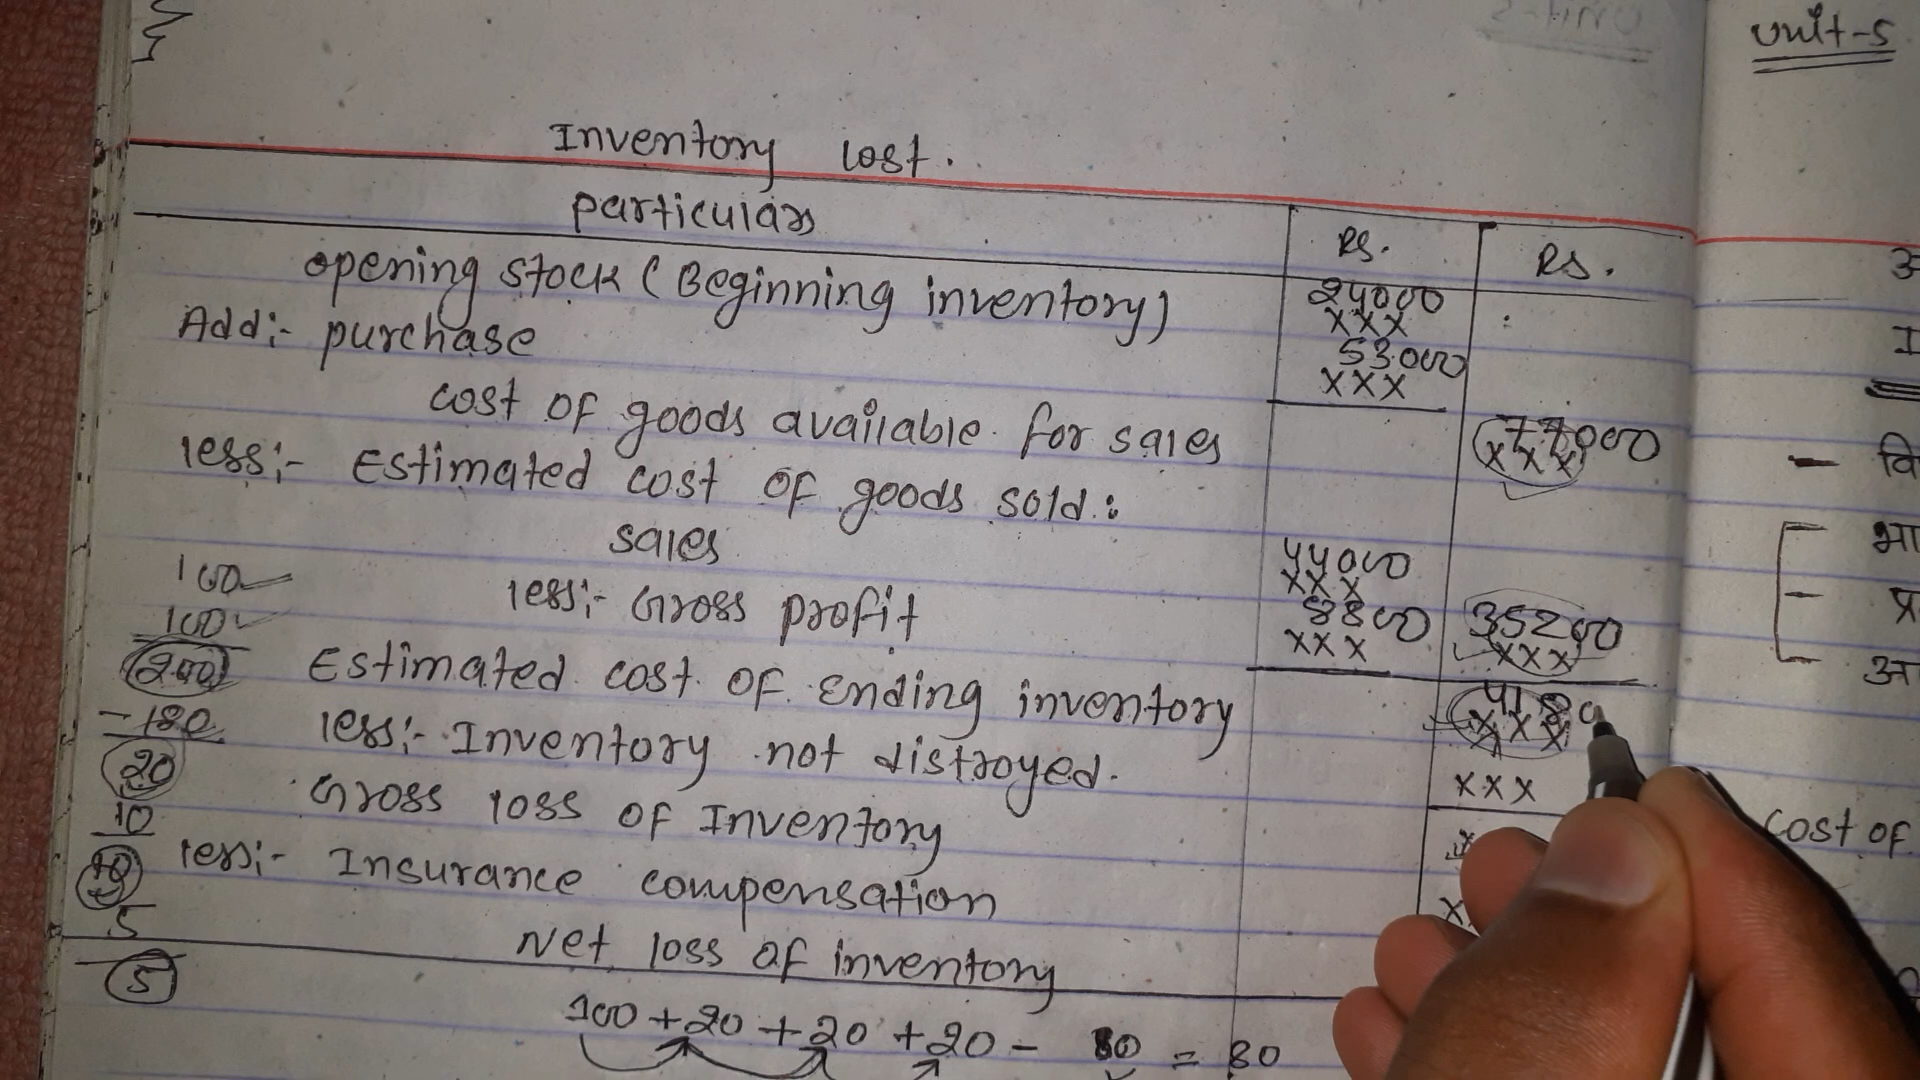 Unit-5
Inventory lost.
particulars Rs. Rs.
opening stock (Beginning inventory) 24000
xxx
Add:- purchase 53000
xxx
cost of goods available for sales 77000
xxx
less:- Estimated cost of goods sold:
sales 44000
xxx
less:- Gross profit 8800 35200
xxx xxx
Estimated cost of Ending inventory 4180
xxx
less:- Inventory not distroyed. xxx
Gross loss of Inventory
less:- Insurance compensation
Net loss of inventory
100 + 20 + 20 + 20 - 80 = 80
100
100
200
-180
20
10
5
5
cost of